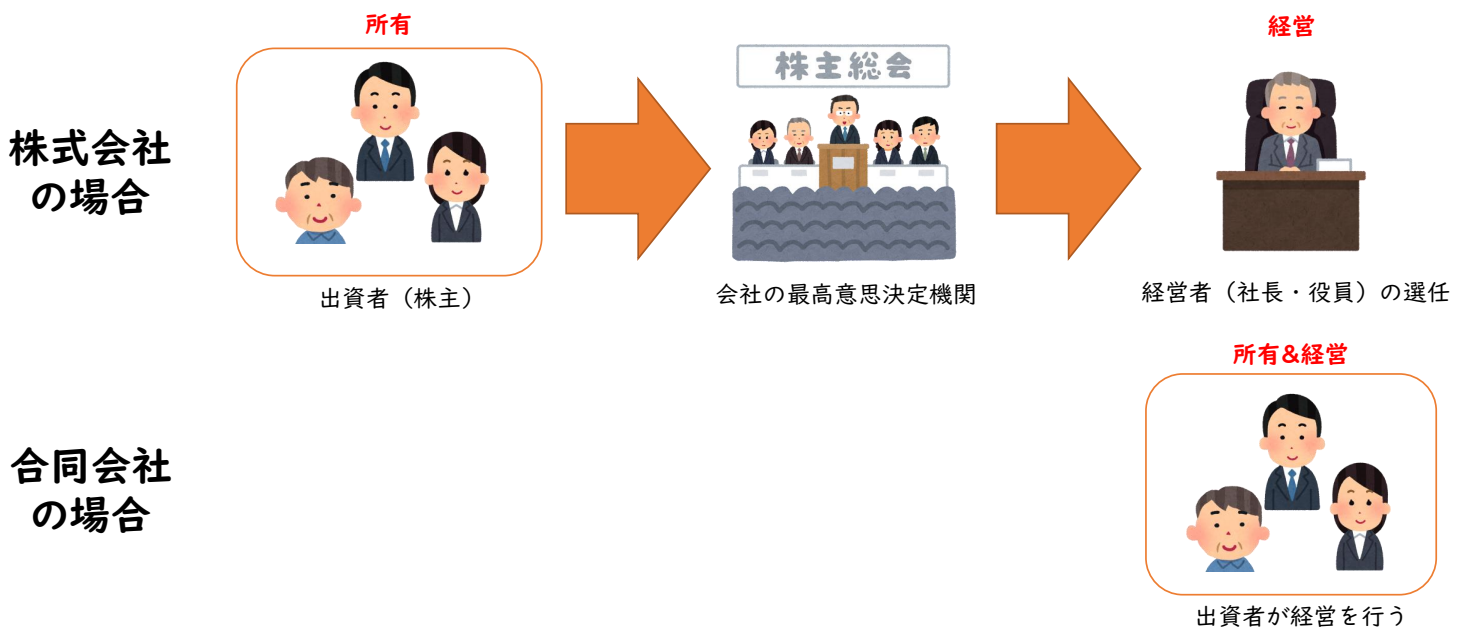 所有
経営
株主総会
株式会社
の場合
出資者（株主）
会社の最高意思決定機関
経営者（社長・役員）の選任
所有&経営
合同会社
の場合
出資者が経営を行う